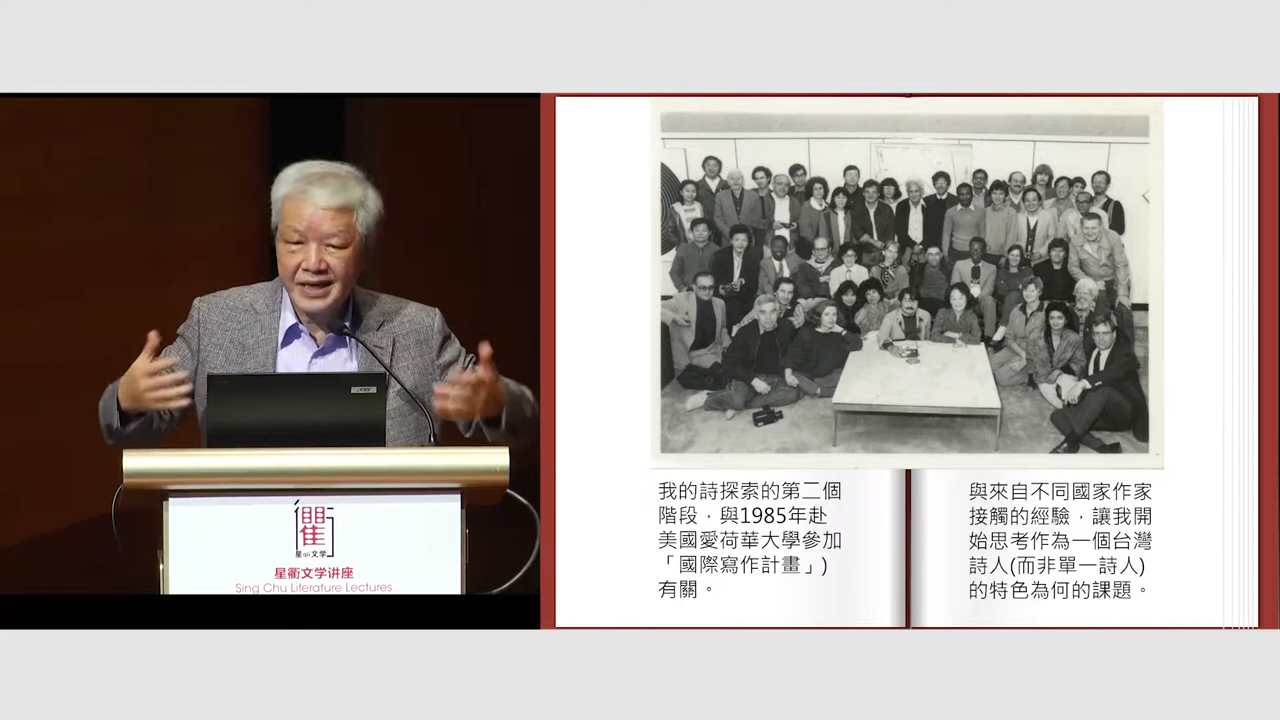 acer
瞿
星衢文学
星衢文学讲座
Sing Chu Literature Lectures
我的詩探索的第二個
階段，與1985年赴
美國愛荷華大學參加
「國際寫作計畫」)
有關。
與來自不同國家作家
接觸的經驗，讓我開
始思考作為一個台灣
詩人(而非單一詩人)
的特色為何的課題。